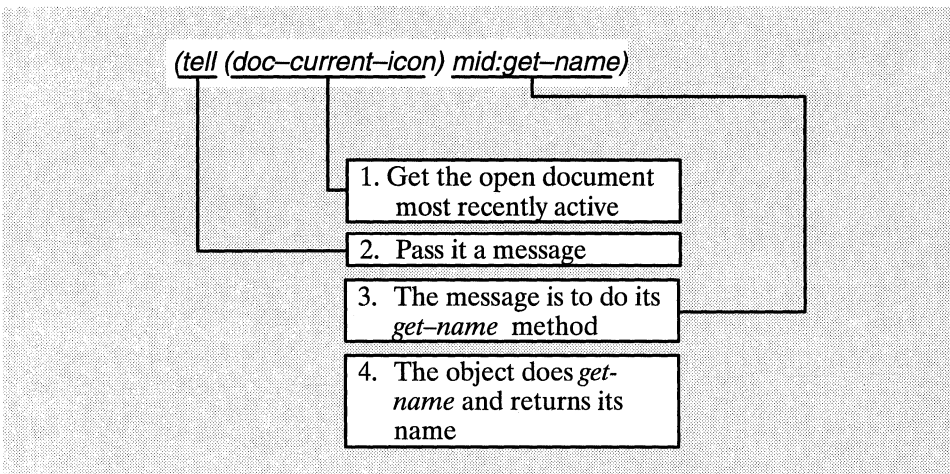 (tell (doc–current–icon) mid:get–name)
1. Get the open document
most recently active
2. Pass it a message
3. The message is to do its
get–name method
4. The object does get-
name and returns its
name